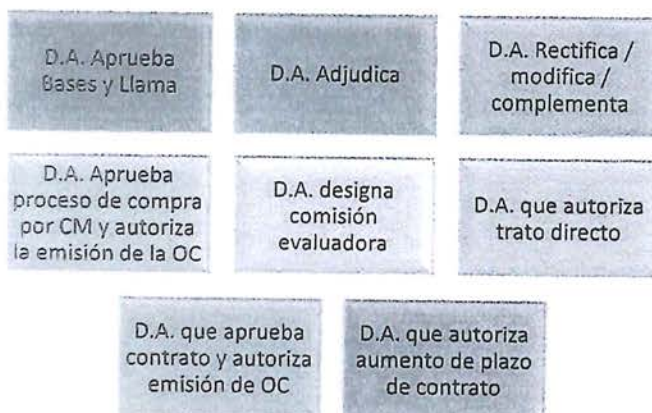 D.A. Aprueba
Bases y Llama
D.A. Adjudica
D.A. Rectifica /
modifica /
complementa
D.A. Aprueba
proceso de compra
por CM y autoriza
la emisión de la OC
D.A. designa
comisión
evaluadora
D.A. que autoriza
trato directo
D.A. que aprueba
contrato y autoriza
emisión de OC
D.A. que autoriza
aumento de plazo
de contrato